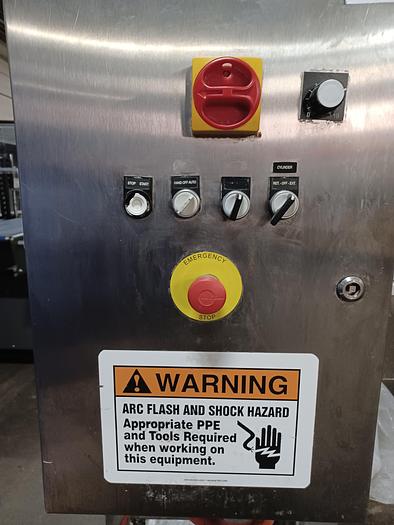 CYLINDER
STOP START
HAND OFF AUTO
RET. - OFF - EXT.
EMERGENCY
STOP
WARNING
ARC FLASH AND SHOCK HAZARD
Appropriate PPE
and Tools Required
when working on
this equipment.